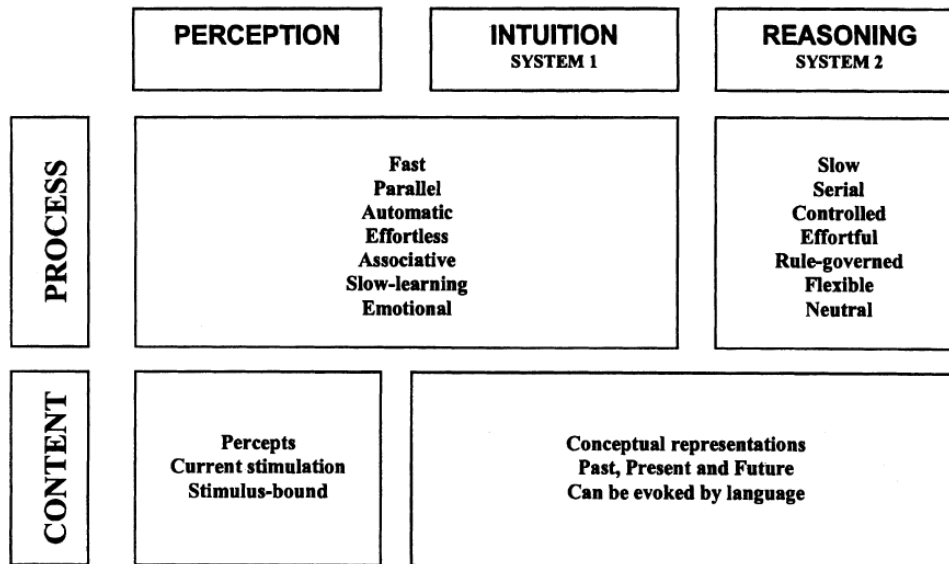 PERCEPTION
INTUITION
SYSTEM 1
REASONING
SYSTEM 2
PROCESS
Fast
Parallel
Automatic
Effortless
Associative
Slow-learning
Emotional
Slow
Serial
Controlled
Effortful
Rule-governed
Flexible
Neutral
CONTENT
Percepts
Current stimulation
Stimulus-bound
Conceptual representations
Past, Present and Future
Can be evoked by language